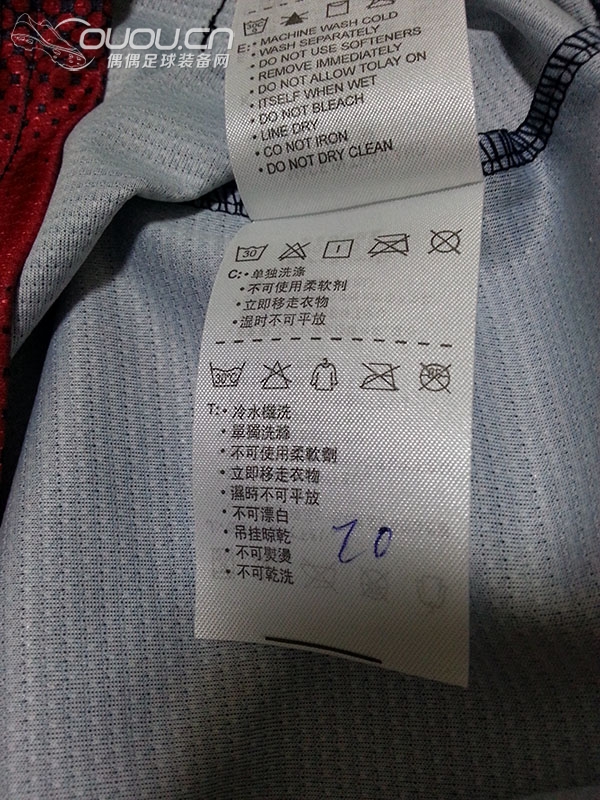 ouou.cn
偶偶足球装备网
E: • MACHINE WASH COLD
• WASH SEPARATELY
• DO NOT USE SOFTENERS
• REMOVE IMMEDIATELY
• DO NOT ALLOW TOLAY ON
• ITSELF WHEN WET
• DO NOT BLEACH
• LINE DRY
• CO NOT IRON
• DO NOT DRY CLEAN
30
C: • 单独洗涤
• 不可使用柔软剂
• 立即移走衣物
• 湿时不可平放
30°C
T: • 冷水機洗
• 單獨洗滌
• 不可使用柔軟劑
• 立即移走衣物
• 濕時不可平放
• 不可漂白
• 吊挂晾乾
• 不可熨燙
• 不可乾洗
20